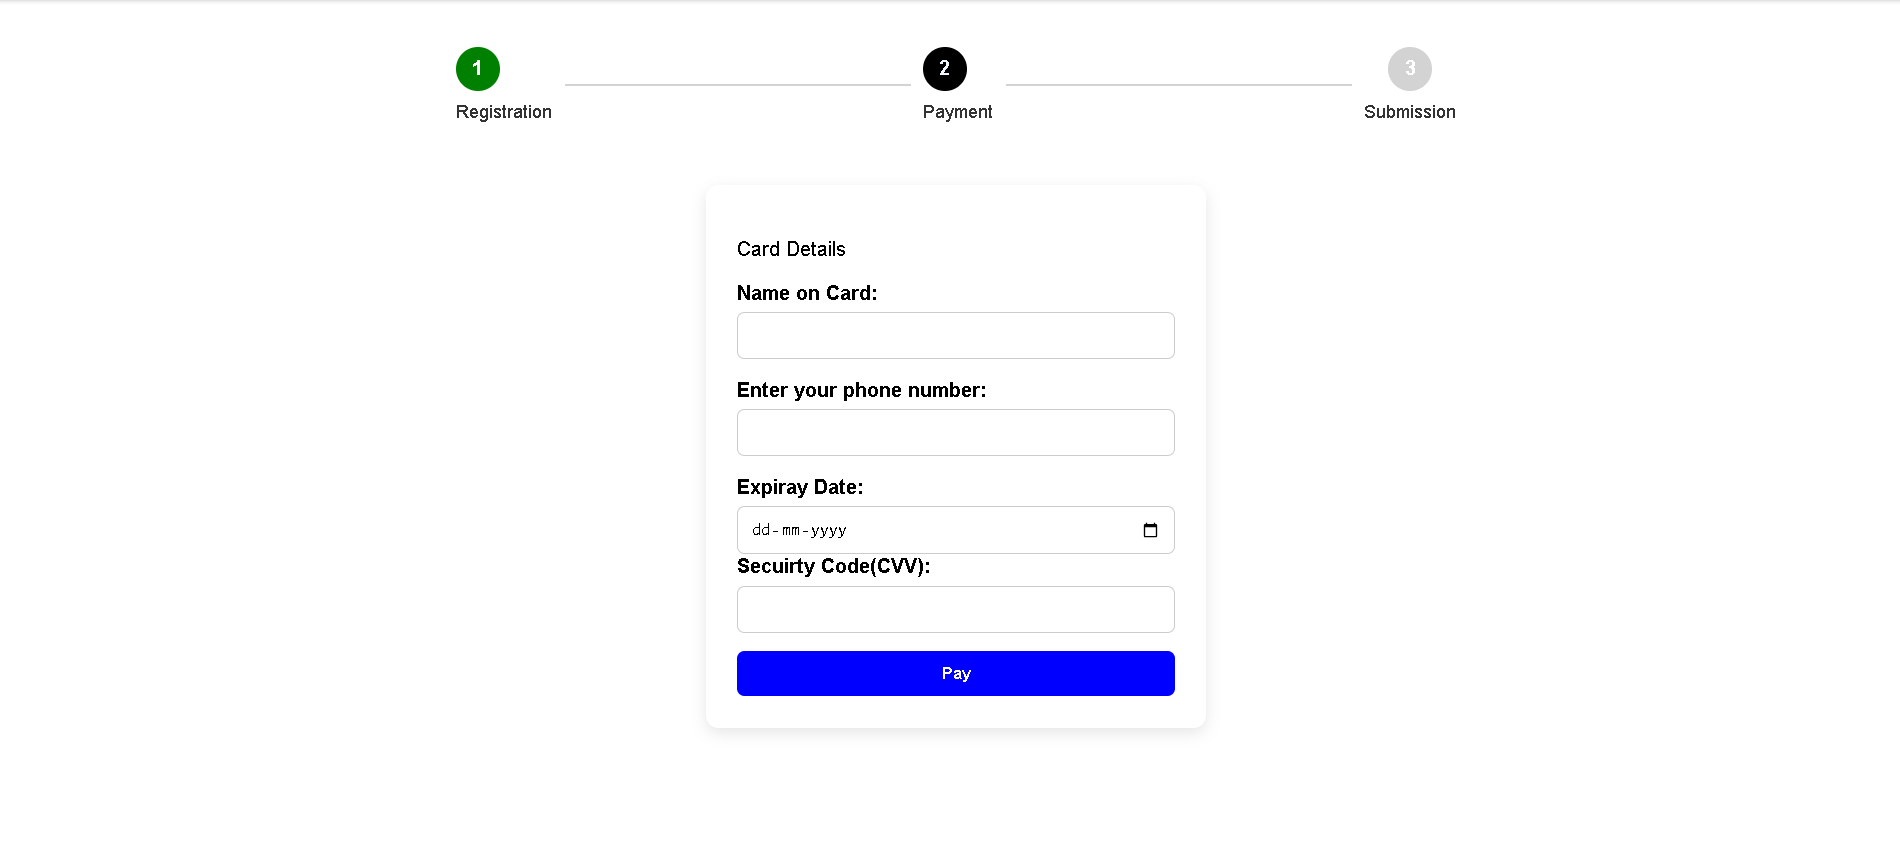 1
2
3
Registration
Payment
Submission
Card Details
Name on Card:
Enter your phone number:
Expiray Date:
dd-mm-yyyy
Secuirty Code(CVV):
Pay